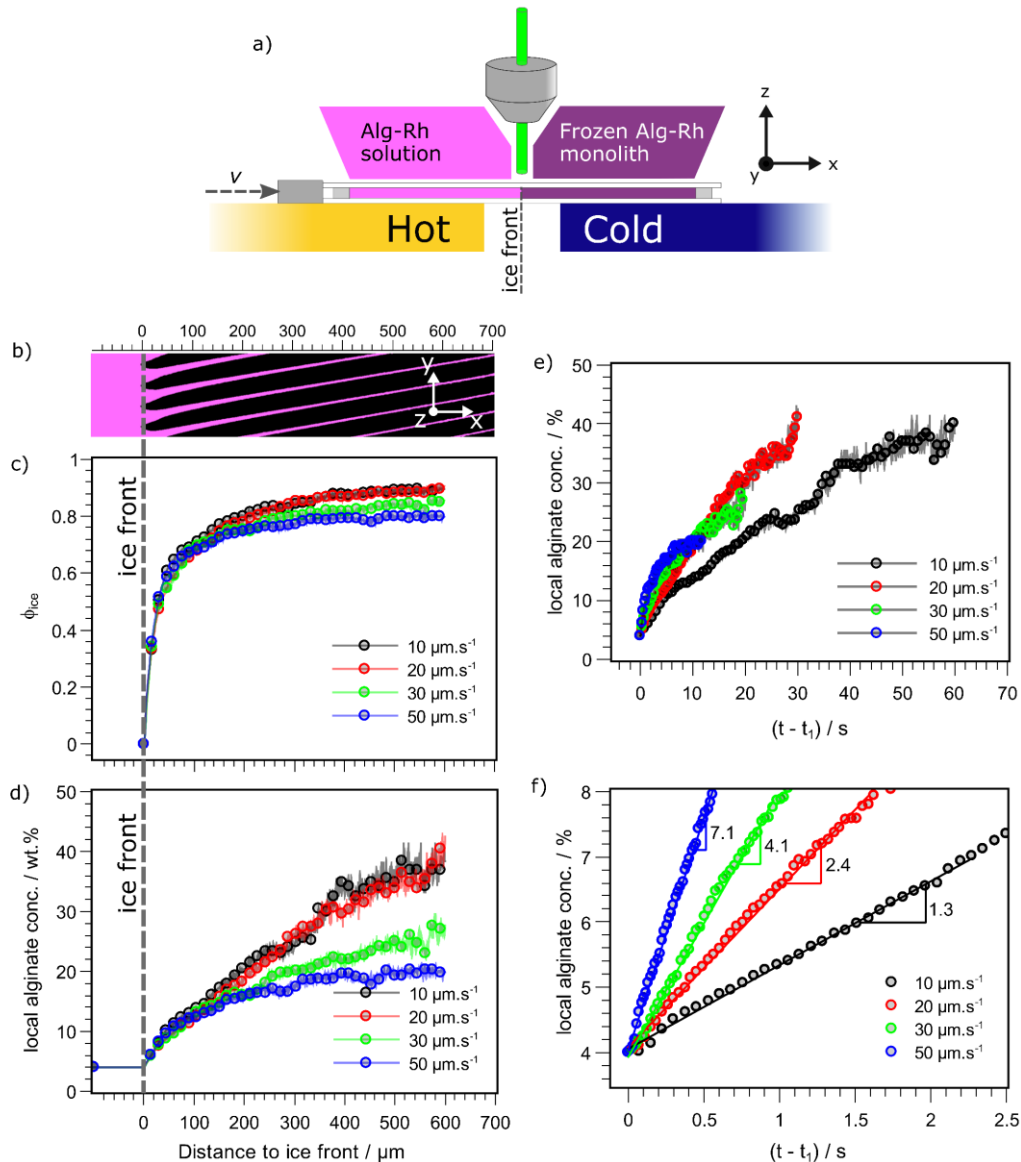 a)
z
Alg-Rh
solution
Frozen Alg-Rh
monolith
y
x
v
Hot
Cold
ice front
0 100 200 300 400 500 600 700
b)
y
z
x
c)
1
0.8
0.6
0.4
0.2
0
ϕice
ice front
10 µm.s-1
20 µm.s-1
30 µm.s-1
50 µm.s-1
d)
50
40
30
20
10
0
local alginate conc. / wt.%
ice front
10 µm.s-1
20 µm.s-1
30 µm.s-1
50 µm.s-1
0 100 200 300 400 500 600 700
Distance to ice front / µm
e)
50
40
30
20
10
0
local alginate conc. / %
10 µm.s-1
20 µm.s-1
30 µm.s-1
50 µm.s-1
0 10 20 30 40 50 60 70
(t - t1) / s
f)
8
7
6
5
4
local alginate conc. / %
7.1
4.1
2.4
1.3
10 µm.s-1
20 µm.s-1
30 µm.s-1
50 µm.s-1
0 0.5 1 1.5 2 2.5
(t - t1) / s